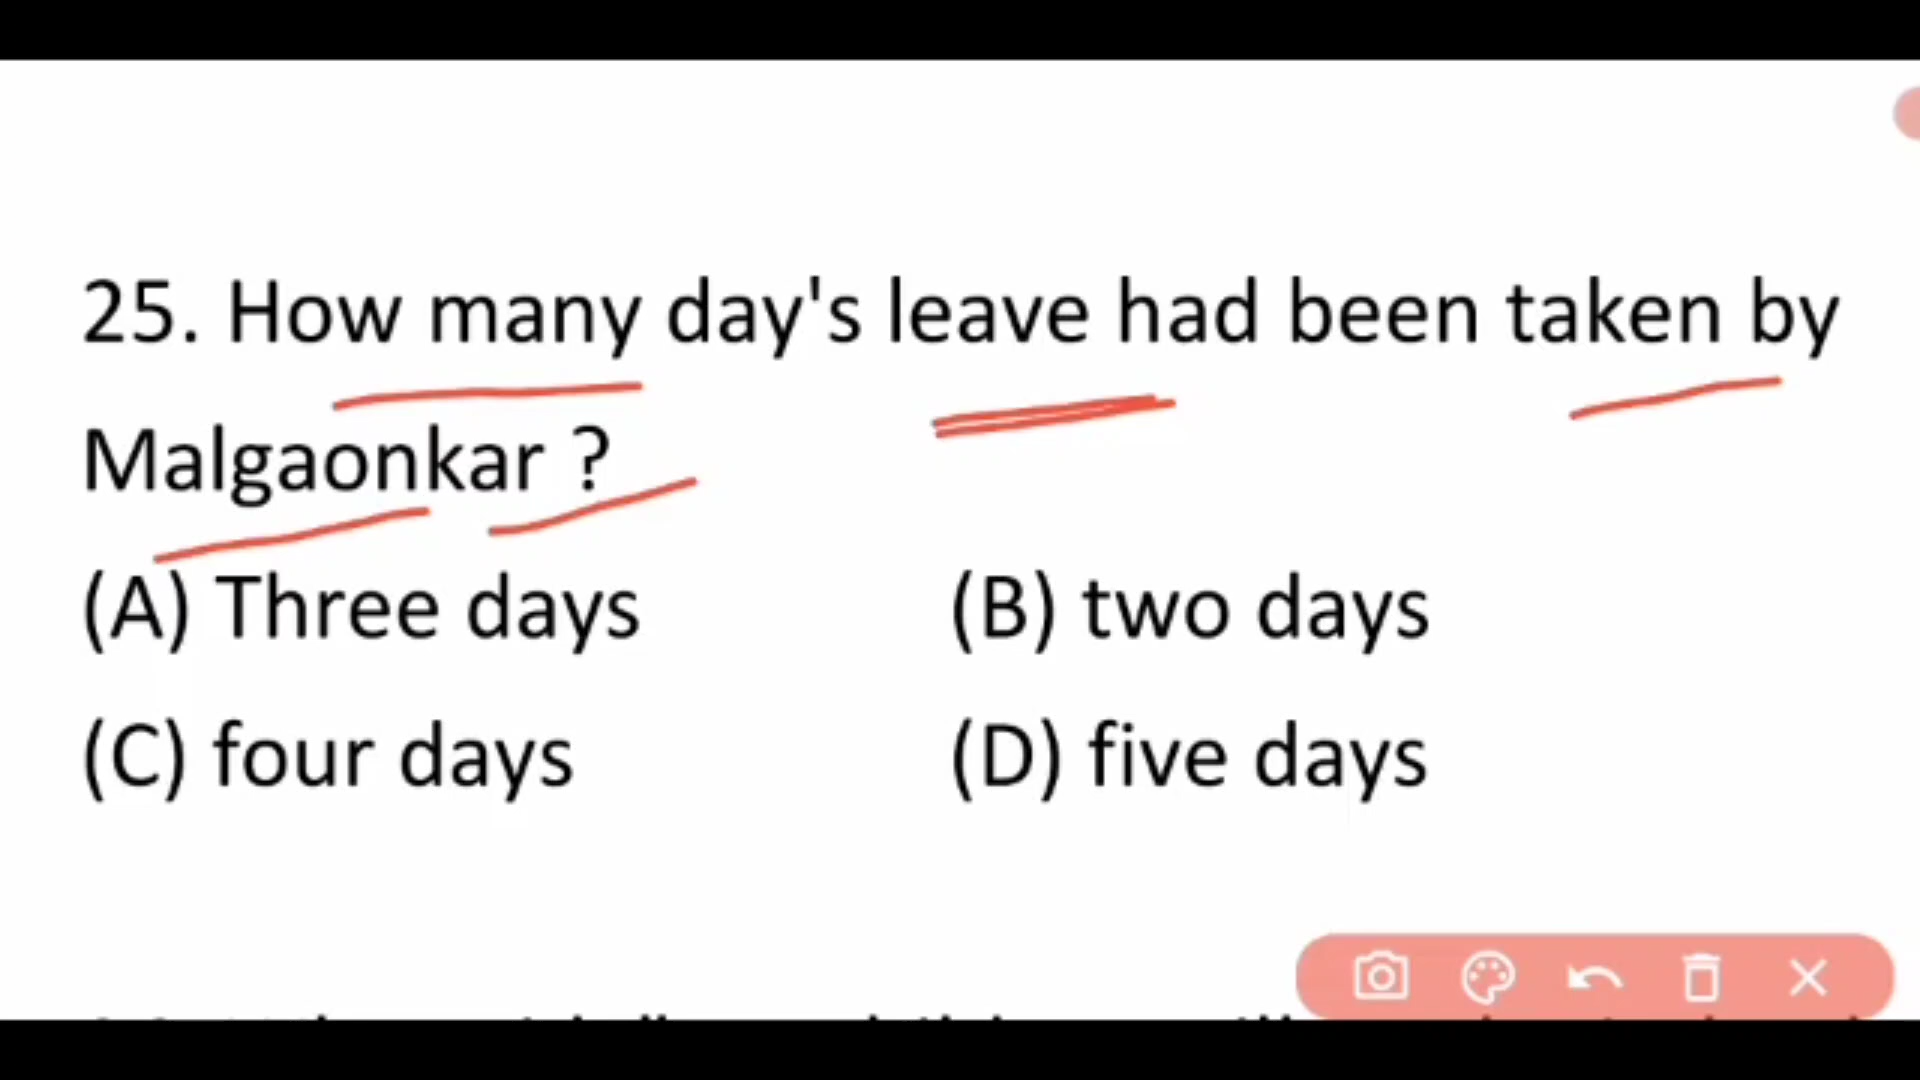 25. How many day's leave had been taken by
Malgaonkar ?
(A) Three days (B) two days
(C) four days (D) five days